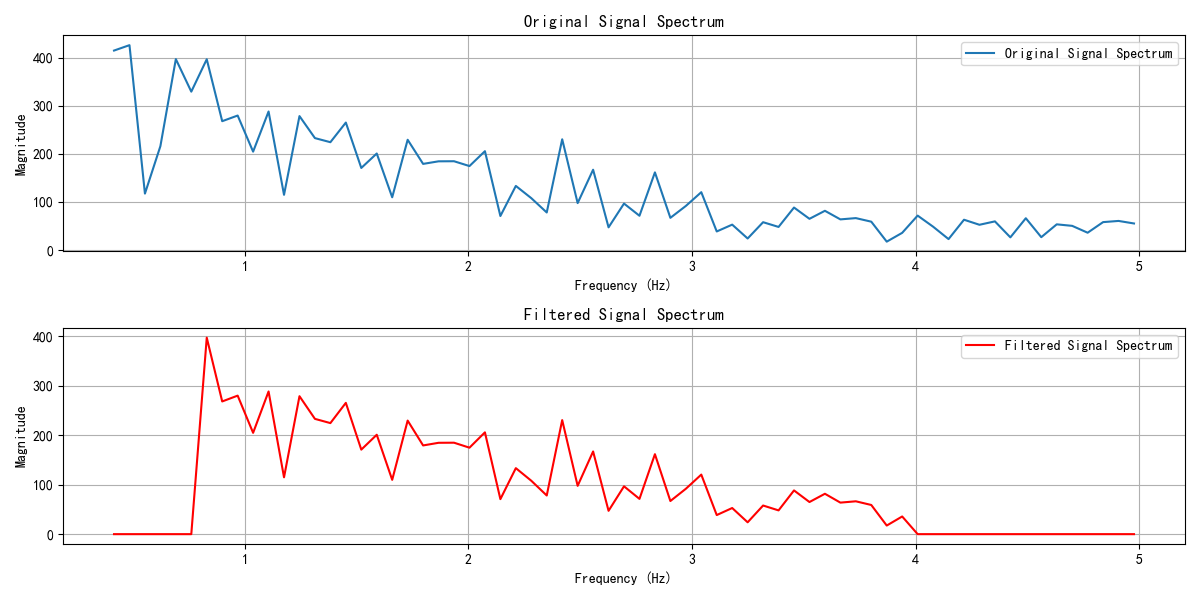 Original Signal Spectrum
Original Signal Spectrum
Magnitude
400
300
200
100
0
1 2 3 4 5
Frequency (Hz)
Filtered Signal Spectrum
Filtered Signal Spectrum
Magnitude
400
300
200
100
0
1 2 3 4 5
Frequency (Hz)